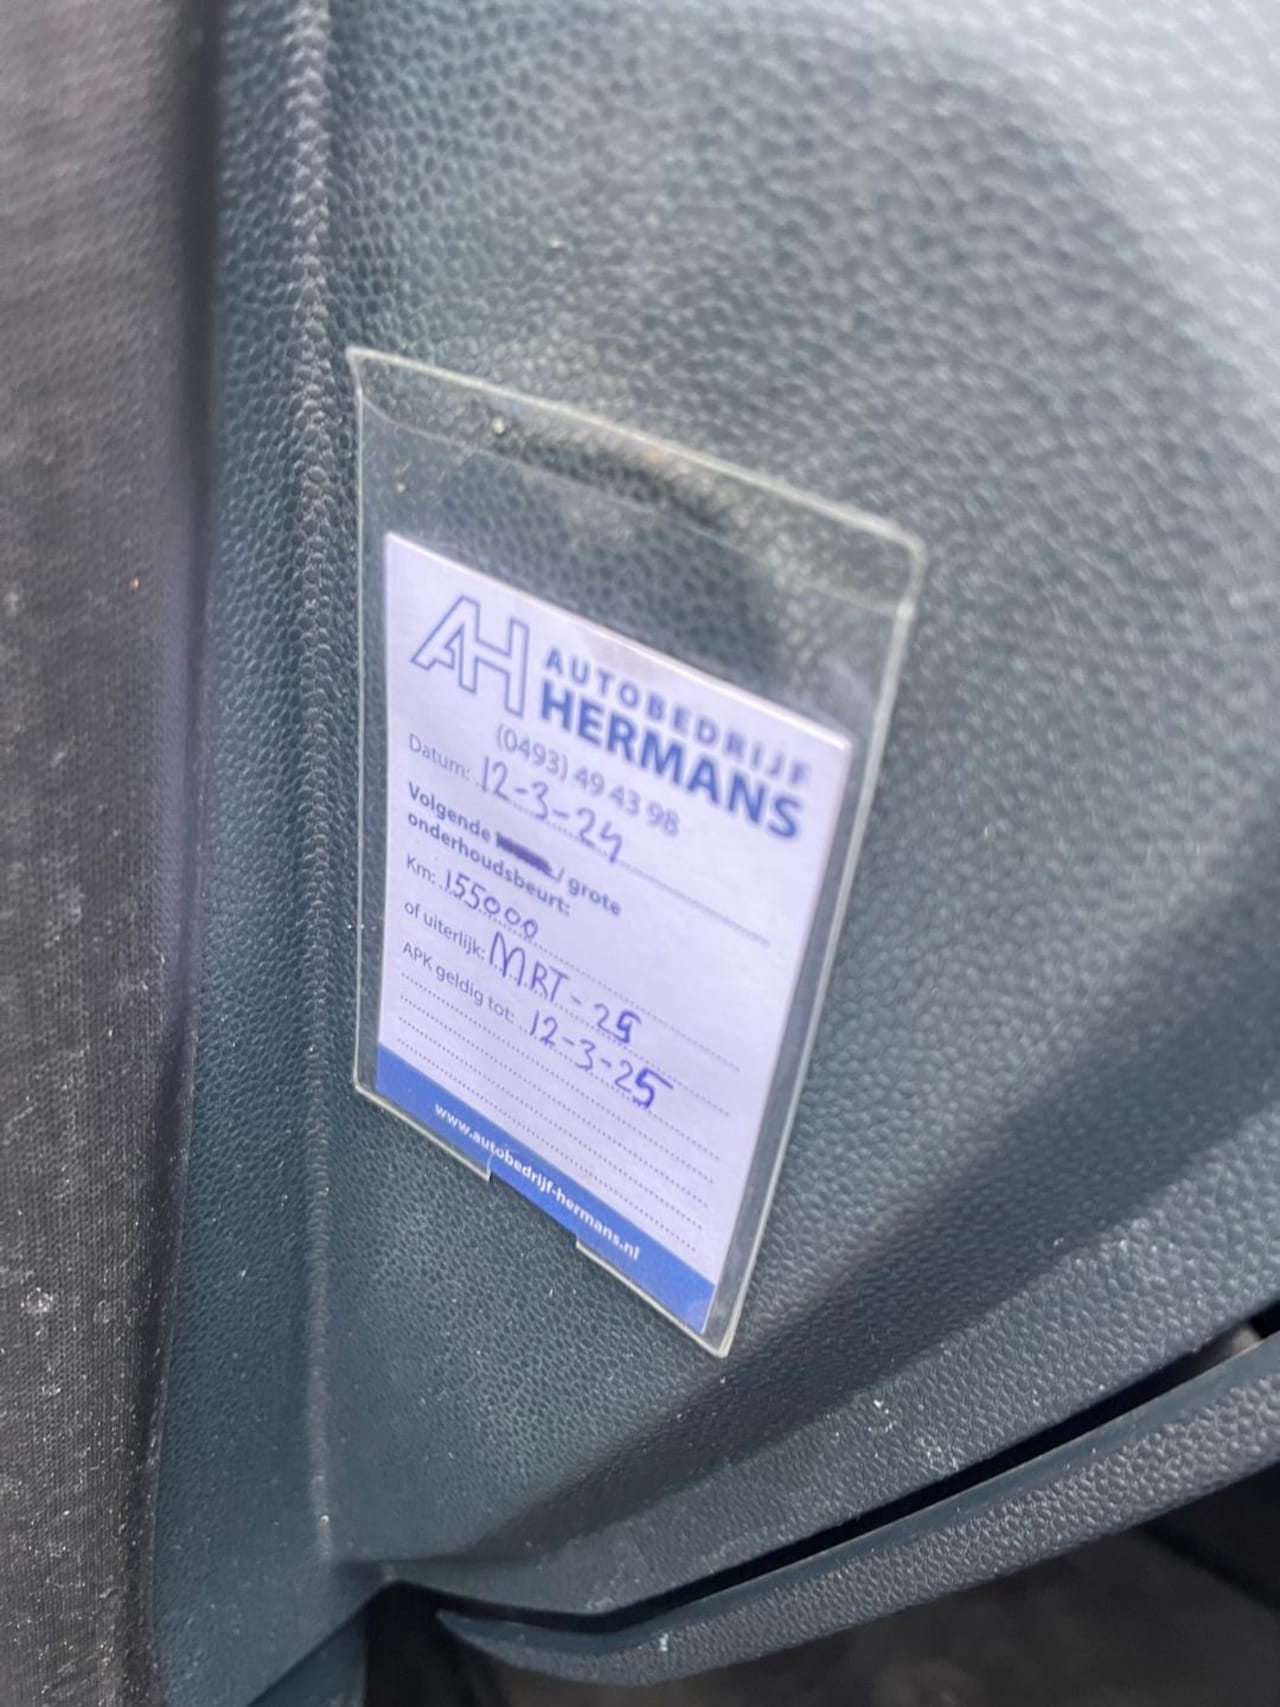 AH AUTOBEDRIJF
HERMANS
(0493) 49 43 98
Datum: 12-3-24
Volgende / grote
onderhoudsbeurt:
Km: 155000
of uiterlijk: MRT-25
APK geldig tot: 12-3-25
www.autobedrijf-hermans.nl